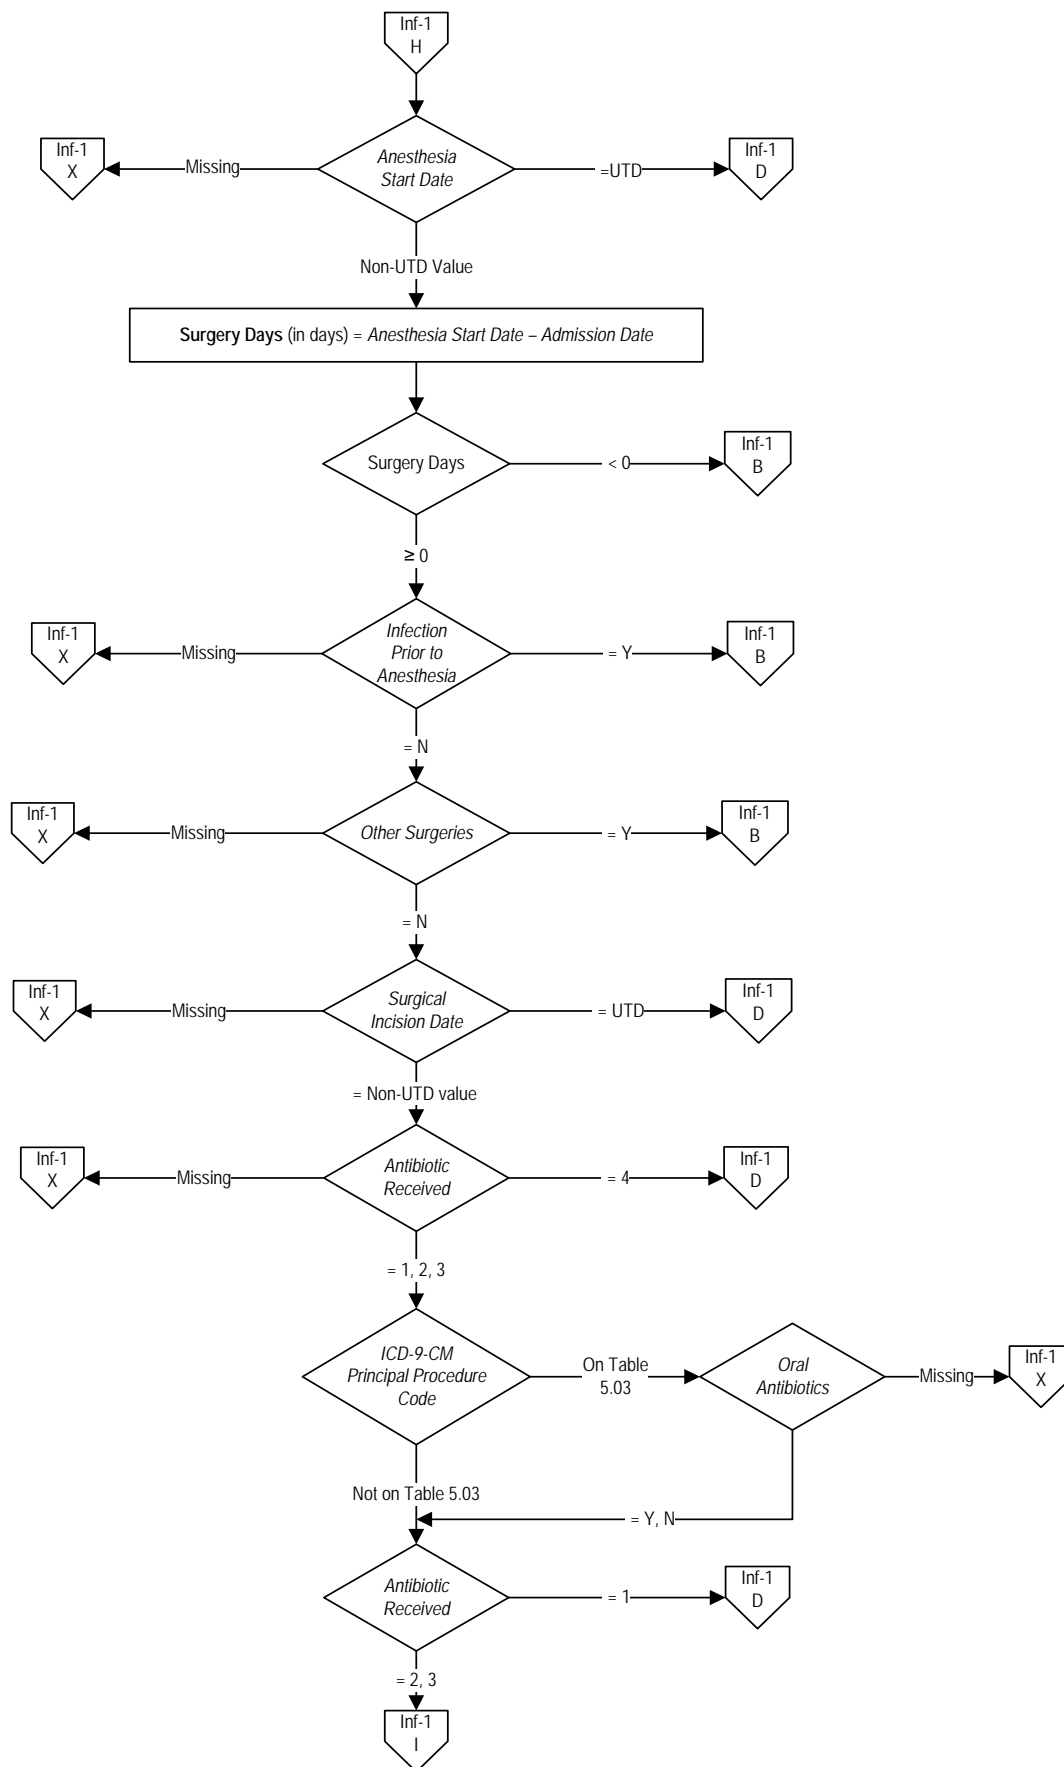 Inf-1
H
Inf-1
X
Missing
Anesthesia
Start Date
=UTD
Inf-1
D
Non-UTD Value
Surgery Days (in days) = Anesthesia Start Date – Admission Date
Surgery Days
< 0
Inf-1
B
≥ 0
Inf-1
X
Missing
Infection
Prior to
Anesthesia
= Y
Inf-1
B
= N
Inf-1
X
Missing
Other Surgeries
= Y
Inf-1
B
= N
Inf-1
X
Missing
Surgical
Incision Date
= UTD
Inf-1
D
= Non-UTD value
Inf-1
X
Missing
Antibiotic
Received
= 4
Inf-1
D
= 1, 2, 3
ICD-9-CM
Principal Procedure
Code
On Table
5.03
Oral
Antibiotics
Missing
Inf-1
X
Not on Table 5.03
= Y, N
Antibiotic
Received
= 1
Inf-1
D
= 2, 3
Inf-1
I